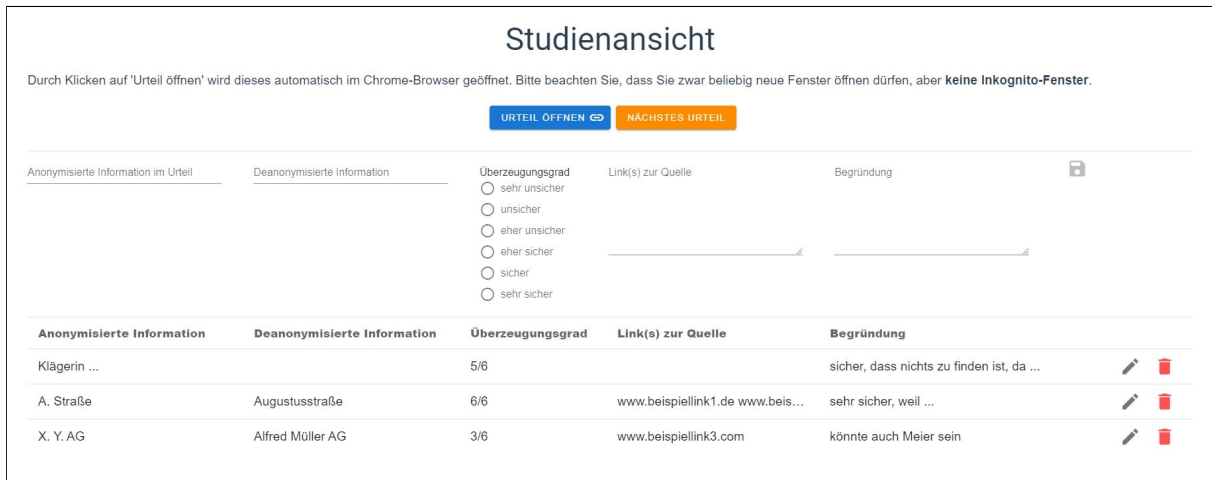 Studienansicht
Durch Klicken auf 'Urteil öffnen' wird dieses automatisch im Chrome-Browser geöffnet. Bitte beachten Sie, dass Sie zwar beliebig neue Fenster öffnen dürfen, aber keine Inkognito-Fenster.
URTEIL ÖFFNEN NÄCHSTES URTEIL
Anonymisierte Information im Urteil Deanonymisierte Information Überzeugungsgrad Link(s) zur Quelle Begründung
sehr unsicher
unsicher
eher unsicher
eher sicher
sicher
sehr sicher
Anonymisierte Information Deanonymisierte Information Überzeugungsgrad Link(s) zur Quelle Begründung
Klägerin ... 5/6 sicher, dass nichts zu finden ist, da ...
A. Straße Augustusstraße 6/6 www.beispiellink1.de www.beis... sehr sicher, weil ...
X. Y. AG Alfred Müller AG 3/6 www.beispiellink3.com könnte auch Meier sein